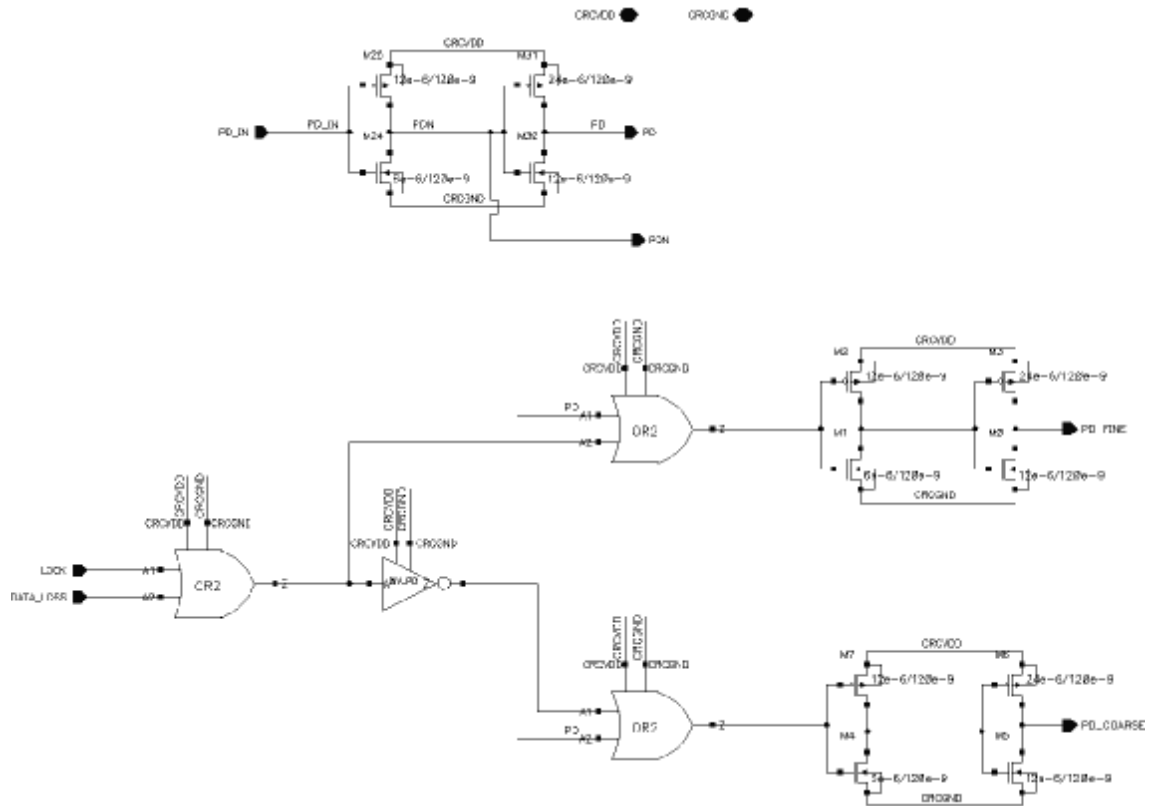 CRCVDD CRCGND
CRCVDD
M25 M31
12e-6/120e-9 24e-6/120e-9
PD_IN PD_IN M24 PDN M32 PD PD
6e-6/120e-9 12e-6/120e-9
CRCGND
PDN
CRCVDD CRCGND
CRCVDD CRCGND
CRCVDD
M2 M3
12e-6/120e-9 24e-6/120e-9
PD A1
OR2 Z M1 M0 PD_FINE
A2
6e-6/120e-9 12e-6/120e-9
CRCGND
CRCVDD CRCGND
CRCVDD CRCGND
CRCVDD CRCGND
CRCVDD CRCGND
LOCK A1
OR2 Z A Z
DATA_LOSS A2
CRCVDD CRCGND
CRCVDD CRCGND
CRCVDD
M7 M6
12e-6/120e-9 24e-6/120e-9
A1
OR2 Z M4 M5 PD_COARSE
PD A2
12e-6/120e-9
CRCGND